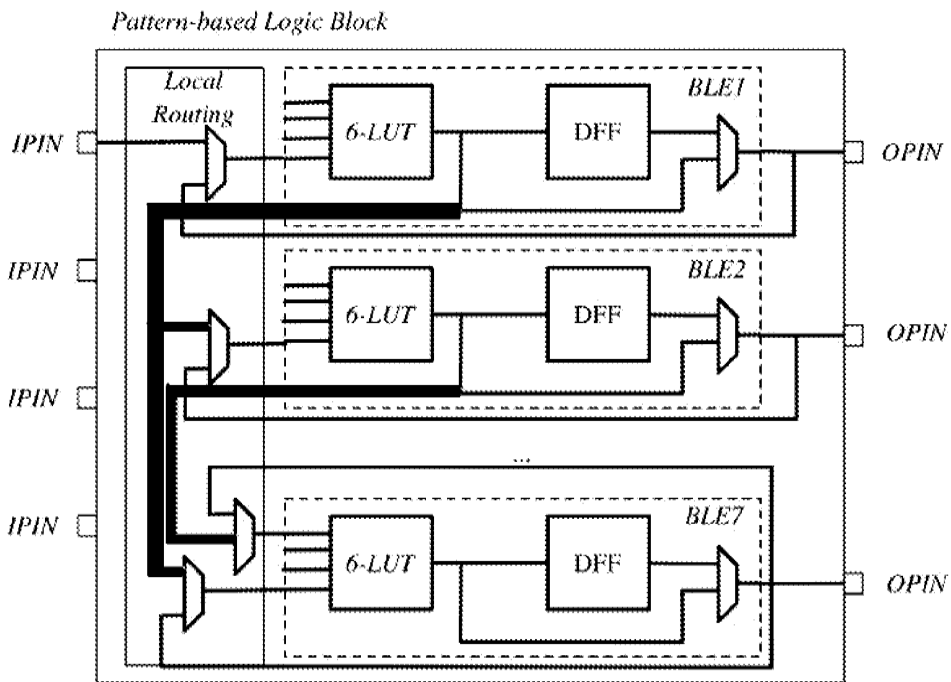 Pattern-based Logic Block
Local
Routing
BLE1
IPIN
6-LUT
DFF
OPIN
IPIN
BLE2
6-LUT
DFF
OPIN
IPIN
...
IPIN
BLE7
6-LUT
DFF
OPIN